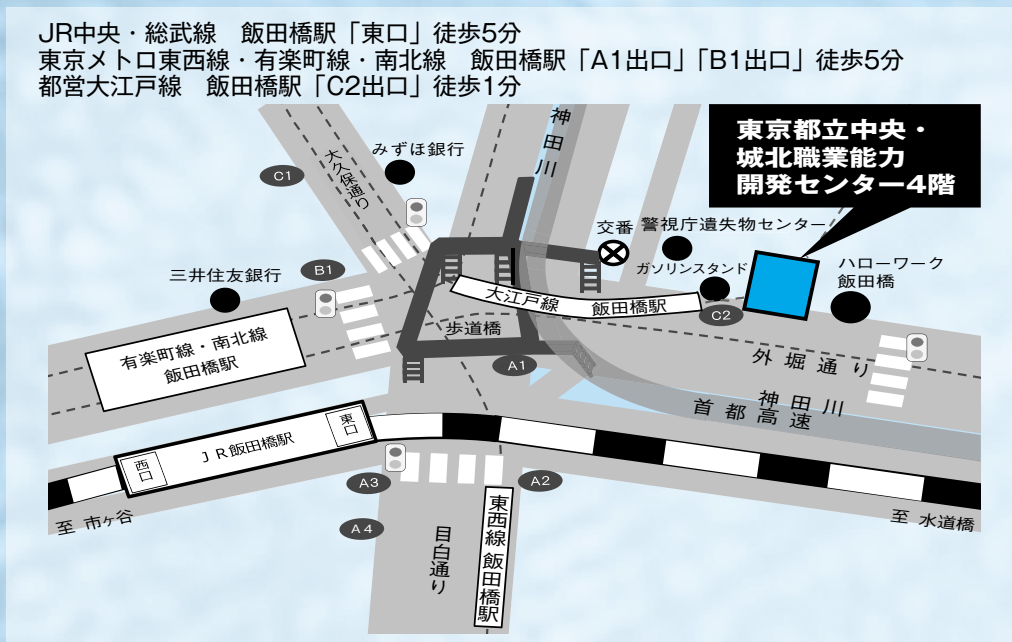 JR中央・総武線　飯田橋駅「東口」徒歩5分
東京メトロ東西線・有楽町線・南北線　飯田橋駅「A1出口」「B1出口」徒歩5分
都営大江戸線　飯田橋駅「C2出口」徒歩1分
東京都立中央・
城北職業能力
開発センター4階
神田川
みずほ銀行
大久保通り
C1
交番
警視庁遺失物センター
ガソリンスタンド
ハローワーク
飯田橋
三井住友銀行
B1
大江戸線　飯田橋駅
C2
歩道橋
有楽町線・南北線
飯田橋駅
A1
外堀通り
神田川
首都高速
東口
JR飯田橋駅
西口
A3
A2
A4
至 市ヶ谷
至 水道橋
目白通り
東西線 飯田橋駅